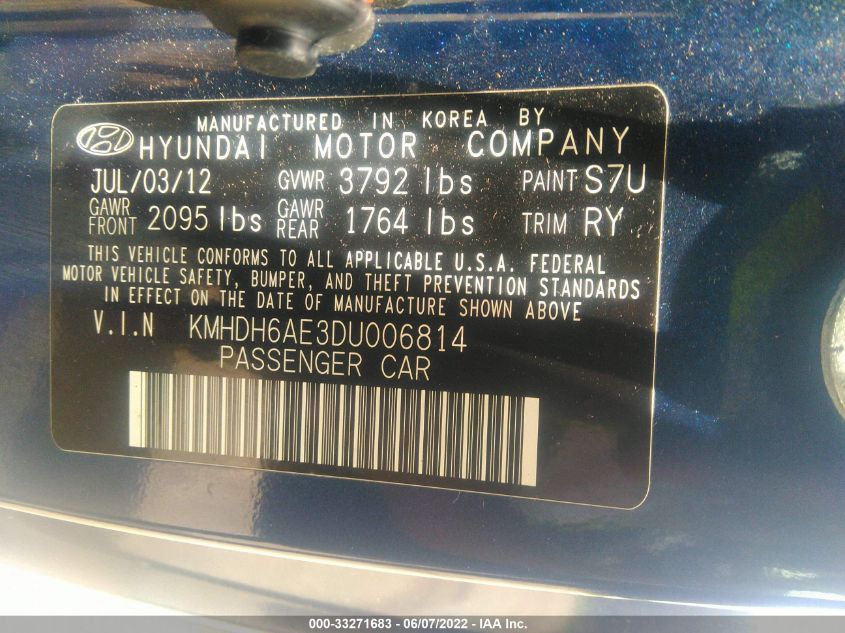 MANUFACTURED IN KOREA BY
HYUNDAI MOTOR COMPANY
JUL/03/12 GVWR 3792 lbs PAINT S7U
GAWR FRONT 2095 lbs GAWR REAR 1764 lbs TRIM RY
THIS VEHICLE CONFORMS TO ALL APPLICABLE U.S.A. FEDERAL
MOTOR VEHICLE SAFETY, BUMPER, AND THEFT PREVENTION STANDARDS
IN EFFECT ON THE DATE OF MANUFACTURE SHOWN ABOVE
V.I.N KMHDH6AE3DU006814
PASSENGER CAR
000-33271683 - 06/07/2022 - IAA Inc.